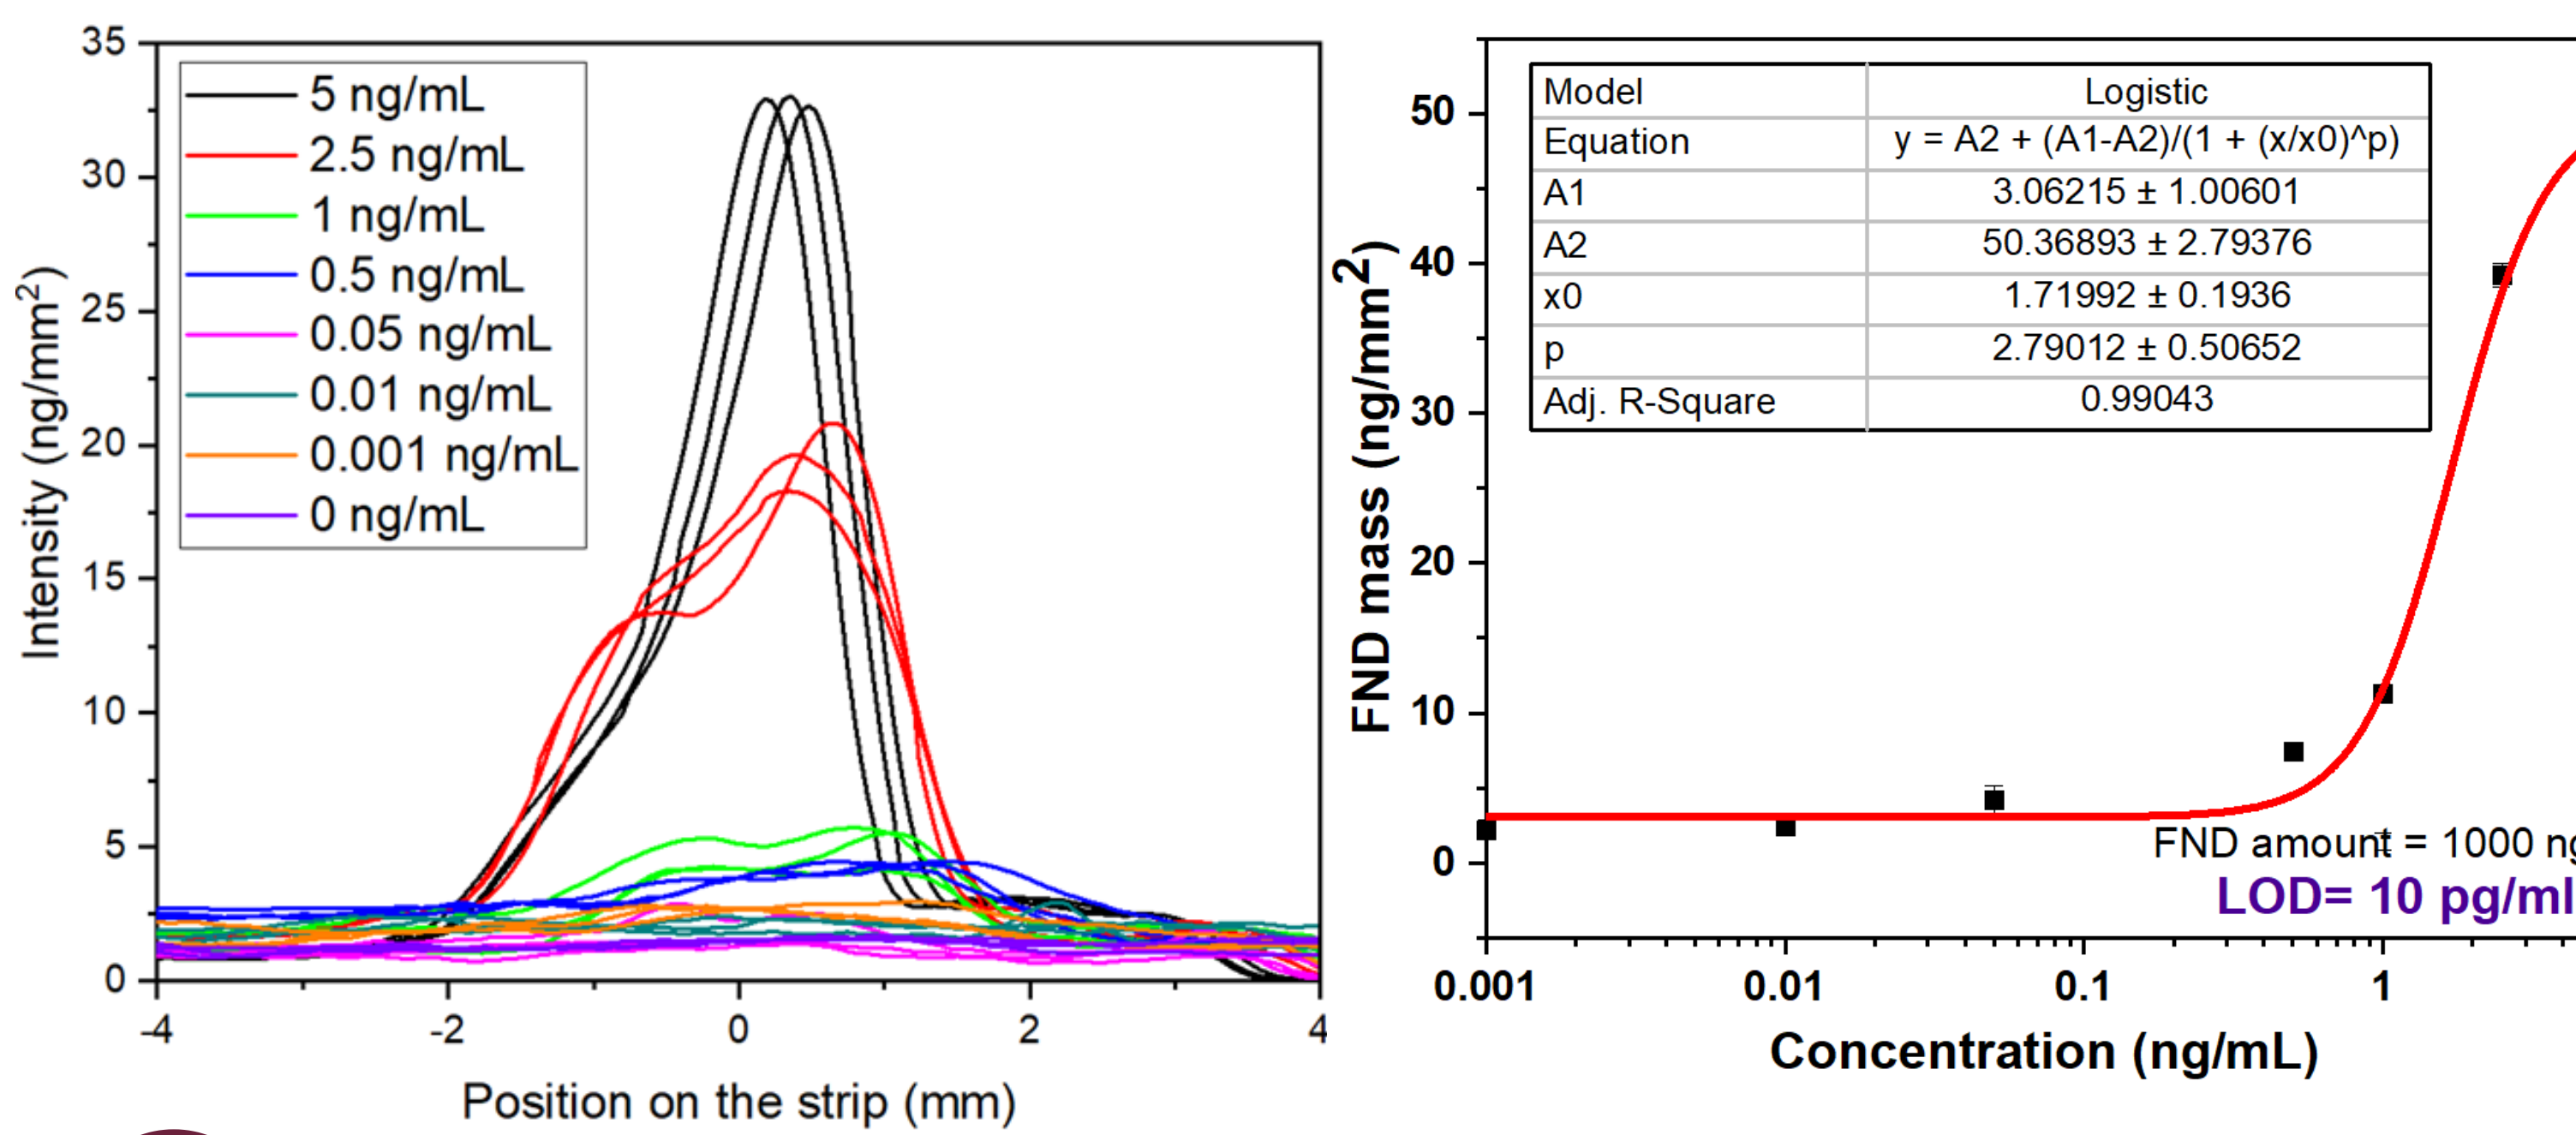 35
30
25
20
15
10
5
0
Intensity (ng/mm²)
5 ng/mL
2.5 ng/mL
1 ng/mL
0.5 ng/mL
0.05 ng/mL
0.01 ng/mL
0.001 ng/mL
0 ng/mL
-4 -2 0 2 4
Position on the strip (mm)
50
40
30
20
10
0
FND mass (ng/mm²)
Model Logistic
Equation y = A2 + (A1-A2)/(1 + (x/x0)^p)
A1 3.06215 ± 1.00601
A2 50.36893 ± 2.79376
x0 1.71992 ± 0.1936
p 2.79012 ± 0.50652
Adj. R-Square 0.99043
FND amount = 1000 ng
LOD= 10 pg/ml
0.001 0.01 0.1 1
Concentration (ng/mL)